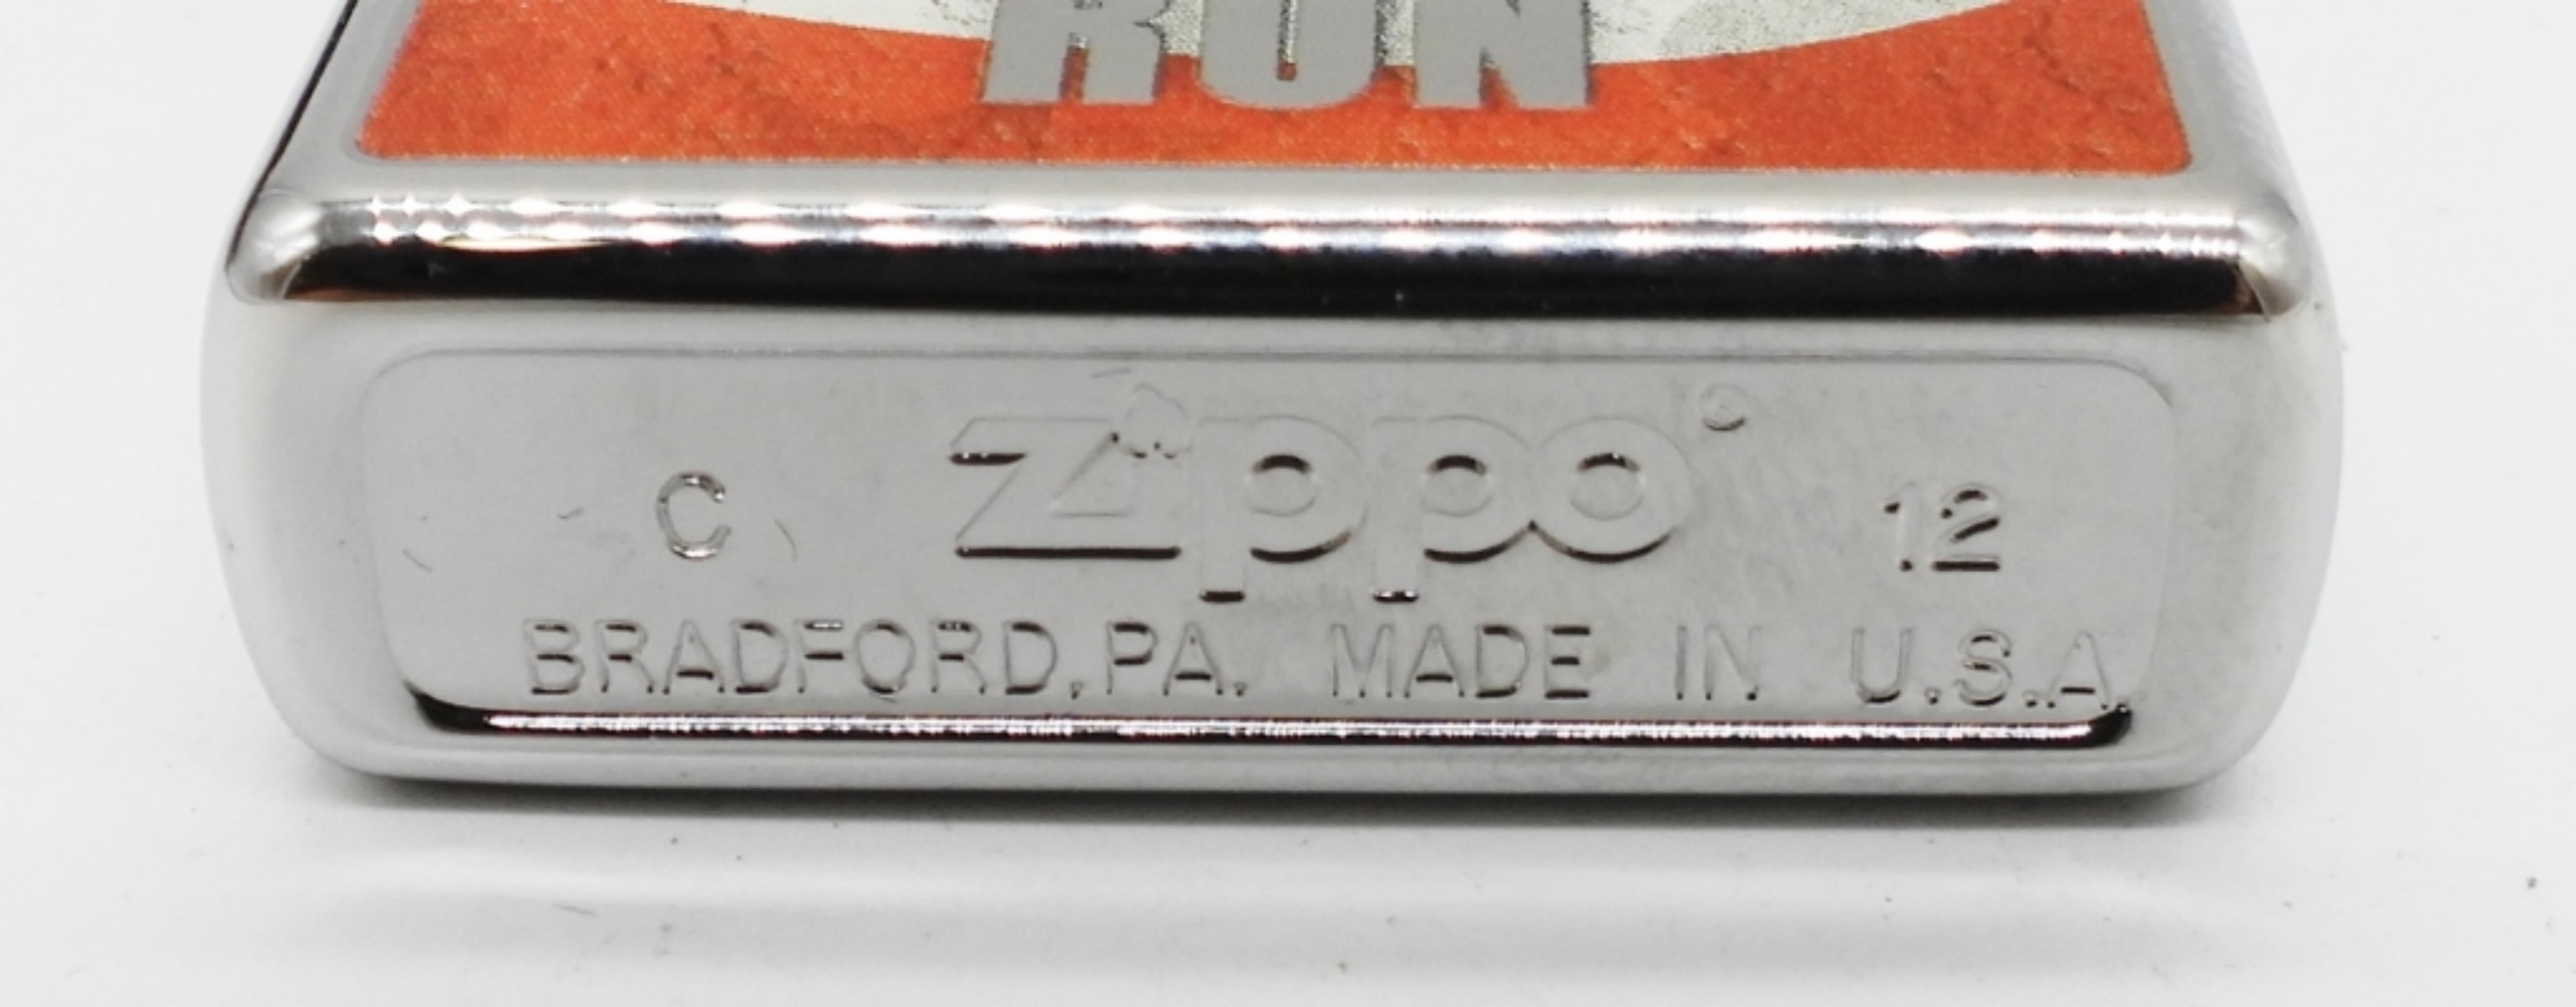 RUN
C Zippo® 12
BRADFORD, PA. MADE IN U.S.A.